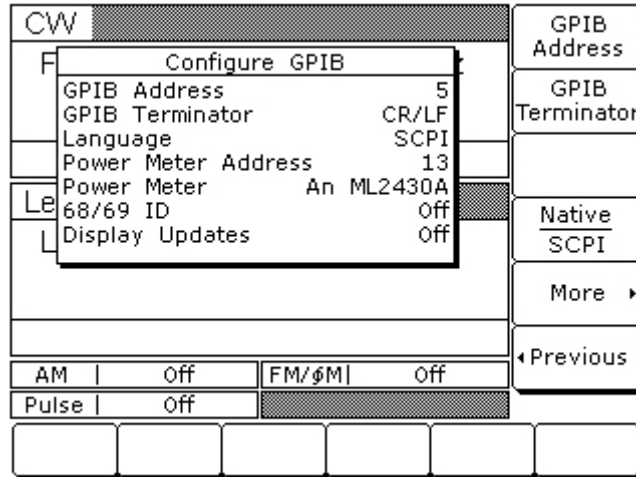 CW
F
Configure GPIB
GPIB Address 5
GPIB Terminator CR/LF
Language SCPI
Power Meter Address 13
Power Meter An ML2430A
68/69 ID Off
Display Updates Off
Le
L
AM | Off
FM/ϕM| Off
Pulse | Off
GPIB
Address
GPIB
Terminator
Native
SCPI
More
Previous